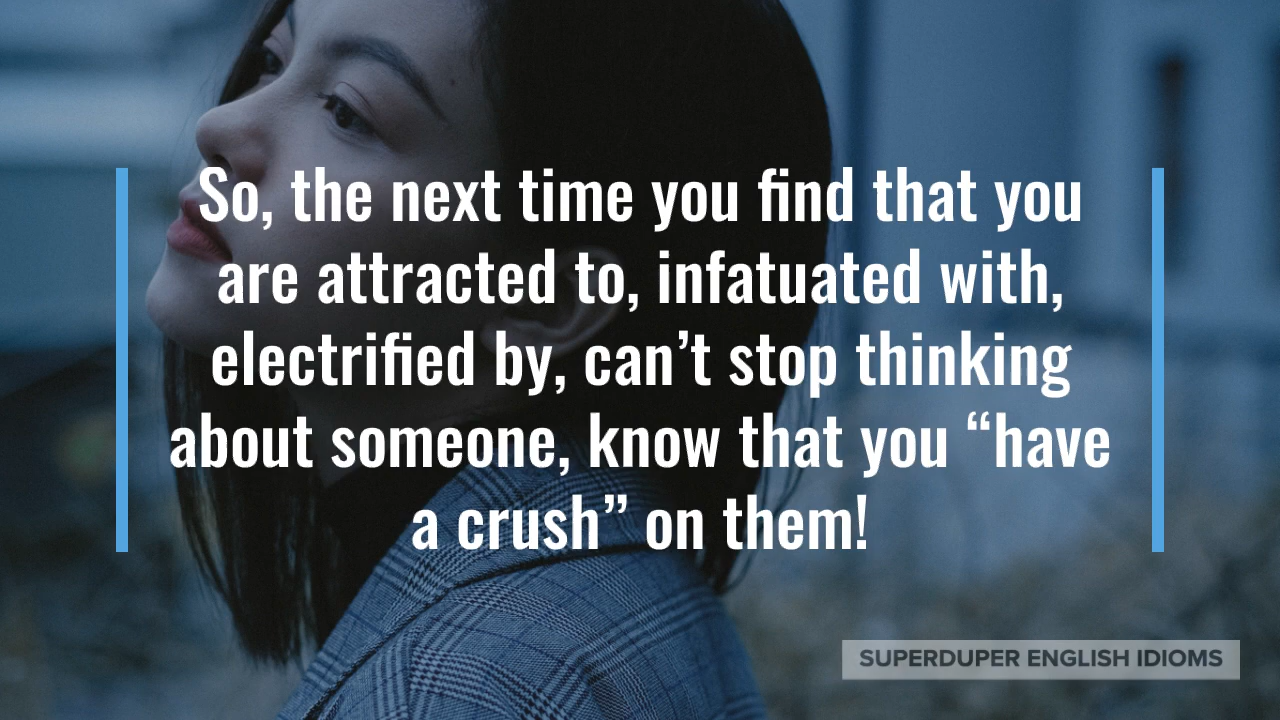 So, the next time you find that you
are attracted to, infatuated with,
electrified by, can’t stop thinking
about someone, know that you “have
a crush” on them!
SUPERDUPER ENGLISH IDIOMS